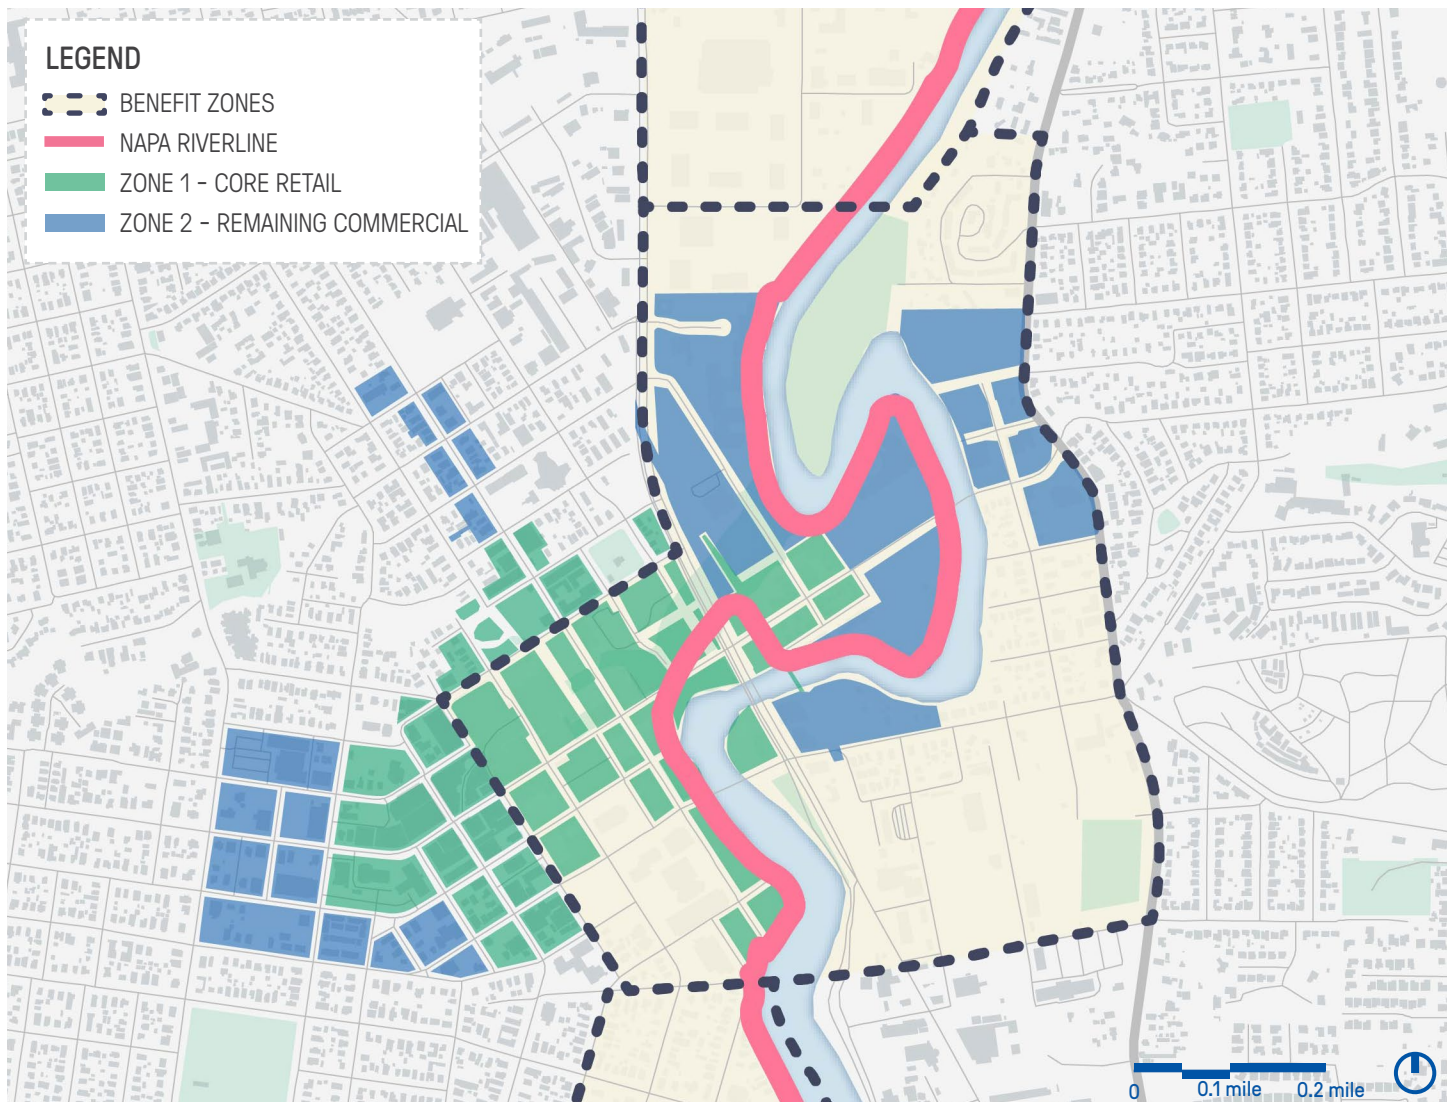 LEGEND
BENEFIT ZONES
NAPA RIVERLINE
ZONE 1 - CORE RETAIL
ZONE 2 - REMAINING COMMERCIAL
0 0.1 mile 0.2 mile